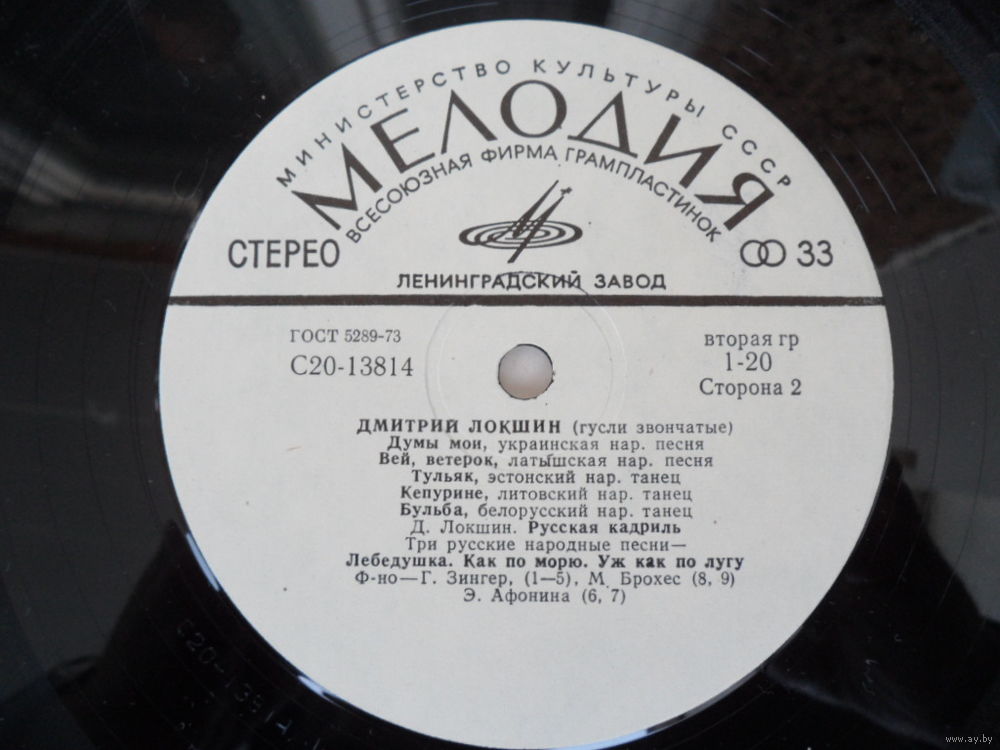 МИНИСТЕРСТВО КУЛЬТУРЫ СССР
МЕЛОДИЯ
ВСЕСОЮЗНАЯ ФИРМА ГРАМПЛАСТИНОК
СТЕРЕО
33
ЛЕНИНГРАДСКИЙ ЗАВОД
ГОСТ 5289-73
С20-13814
вторая гр
1-20
Сторона 2
ДМИТРИЙ ЛОКШИН (гусли звончатые)
Думы мои, украинская нар. песня
Вей, ветерок, латышская нар. песня
Тульяк, эстонский нар. танец
Кепурине, литовский нар. танец
Бульба, белорусский нар. танец
Д. Локшин. Русская кадриль
Три русские народные песни—
Лебедушка. Как по морю. Уж как по лугу
Ф-но—Г. Зингер, (1—5), М. Брохес (8, 9)
Э. Афонина (6, 7)
www.ay.by